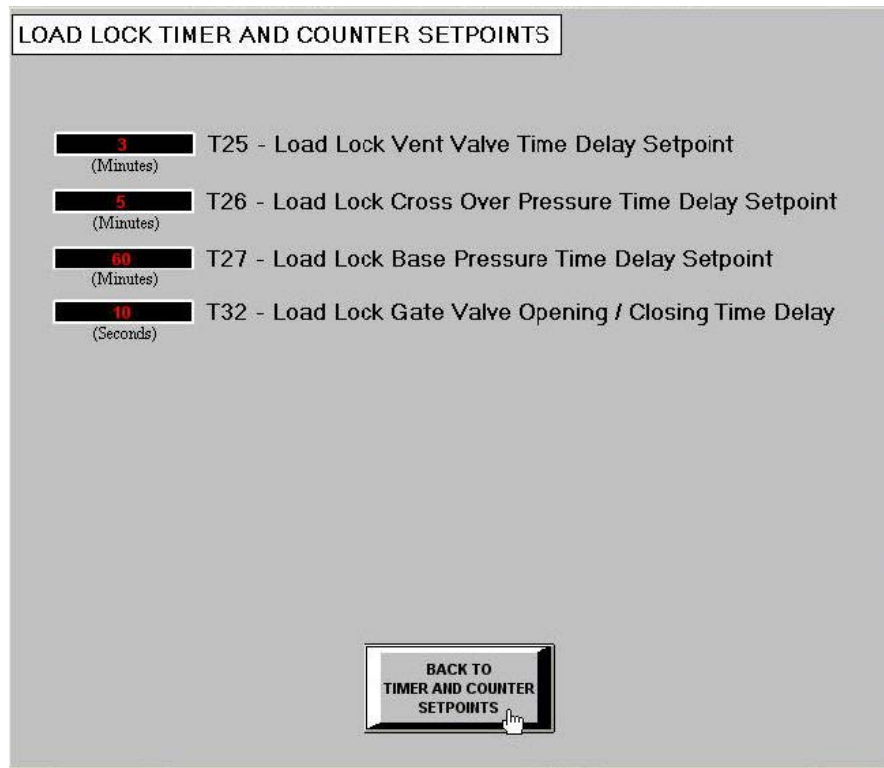 LOAD LOCK TIMER AND COUNTER SETPOINTS
3 T25 - Load Lock Vent Valve Time Delay Setpoint
(Minutes)
5 T26 - Load Lock Cross Over Pressure Time Delay Setpoint
(Minutes)
60 T27 - Load Lock Base Pressure Time Delay Setpoint
(Minutes)
10 T32 - Load Lock Gate Valve Opening / Closing Time Delay
(Seconds)
BACK TO
TIMER AND COUNTER
SETPOINTS